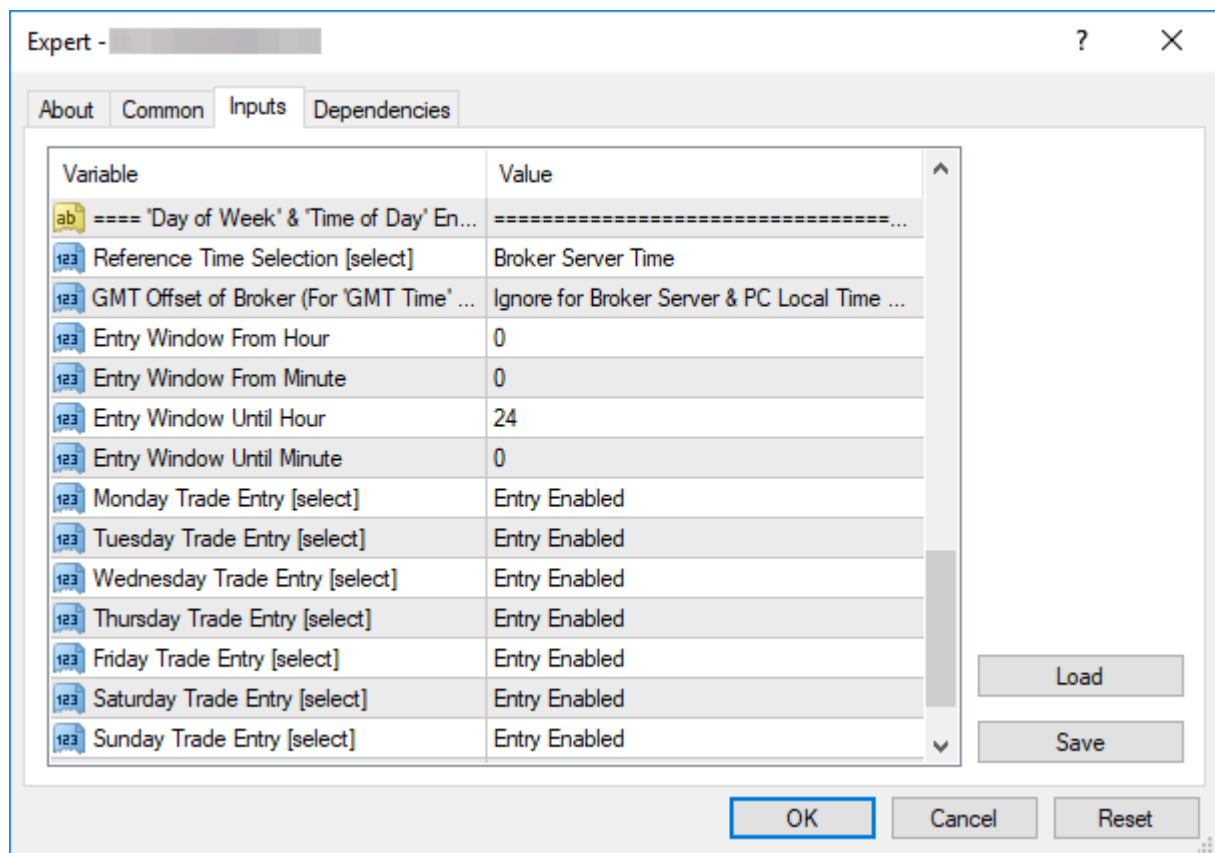 Expert -
? ×
About Common Inputs Dependencies
Variable Value
==== 'Day of Week' & 'Time of Day' En... =================================...
Reference Time Selection [select] Broker Server Time
GMT Offset of Broker (For 'GMT Time' ... Ignore for Broker Server & PC Local Time ...
Entry Window From Hour 0
Entry Window From Minute 0
Entry Window Until Hour 24
Entry Window Until Minute 0
Monday Trade Entry [select] Entry Enabled
Tuesday Trade Entry [select] Entry Enabled
Wednesday Trade Entry [select] Entry Enabled
Thursday Trade Entry [select] Entry Enabled
Friday Trade Entry [select] Entry Enabled
Saturday Trade Entry [select] Entry Enabled
Sunday Trade Entry [select] Entry Enabled
Load
Save
OK Cancel Reset